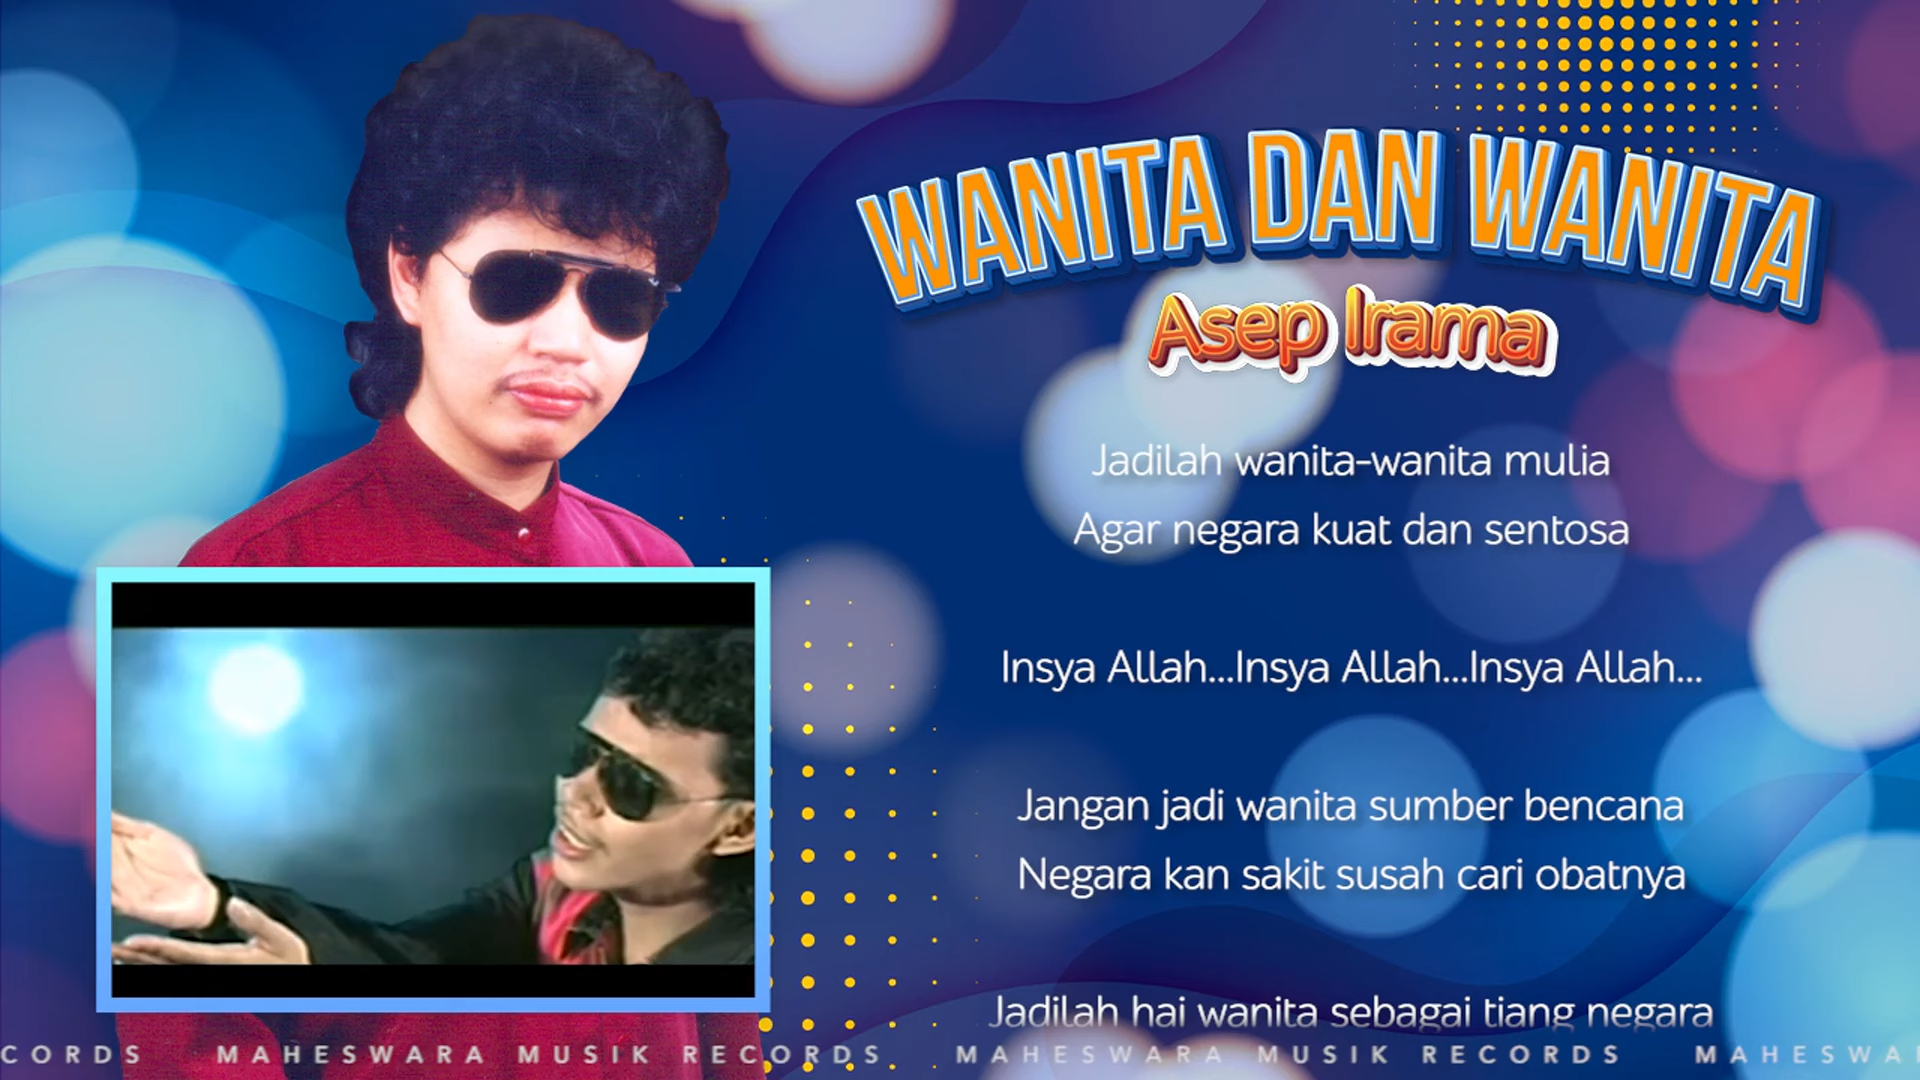 WANITA DAN WANITA
Asep Irama
Jadilah wanita-wanita mulia
Agar negara kuat dan sentosa
Insya Allah...Insya Allah...Insya Allah...
Jangan jadi wanita sumber bencana
Negara kan sakit susah cari obatnya
Jadilah hai wanita sebagai tiang negara
CORDS MAHESWARA MUSIK RECORDS MAHESWARA MUSIK RECORDS MAHESWA